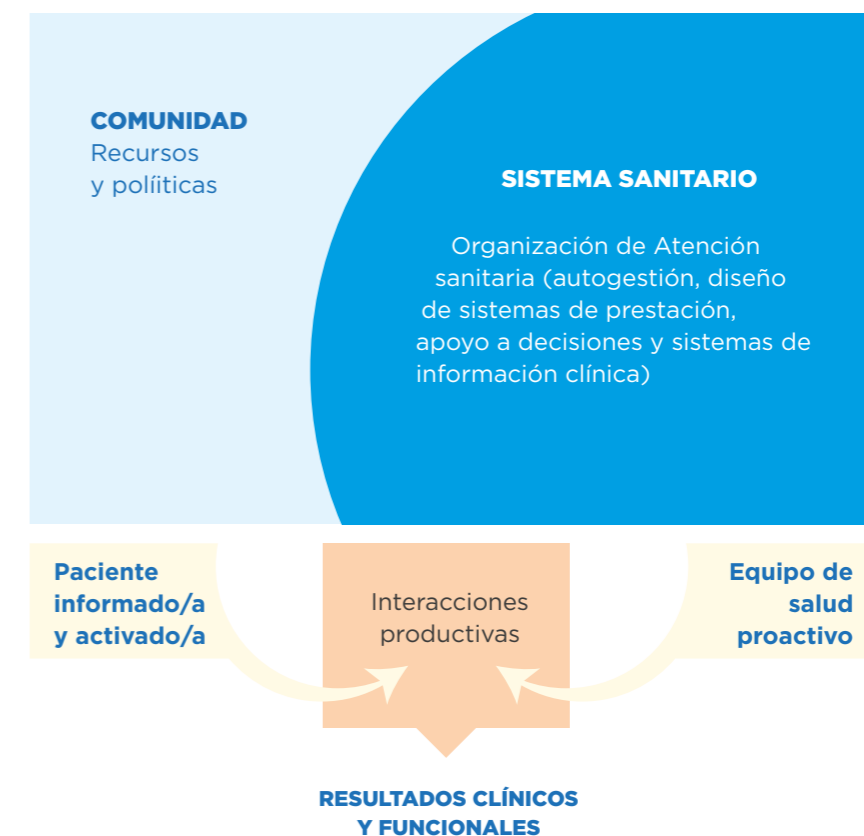 COMUNIDAD
Recursos
y políiticas
SISTEMA SANITARIO
Organización de Atención
sanitaria (autogestión, diseño
de sistemas de prestación,
apoyo a decisiones y sistemas de
información clínica)
Paciente
informado/a
y activado/a
Interacciones
productivas
Equipo de
salud
proactivo
RESULTADOS CLÍNICOS
Y FUNCIONALES